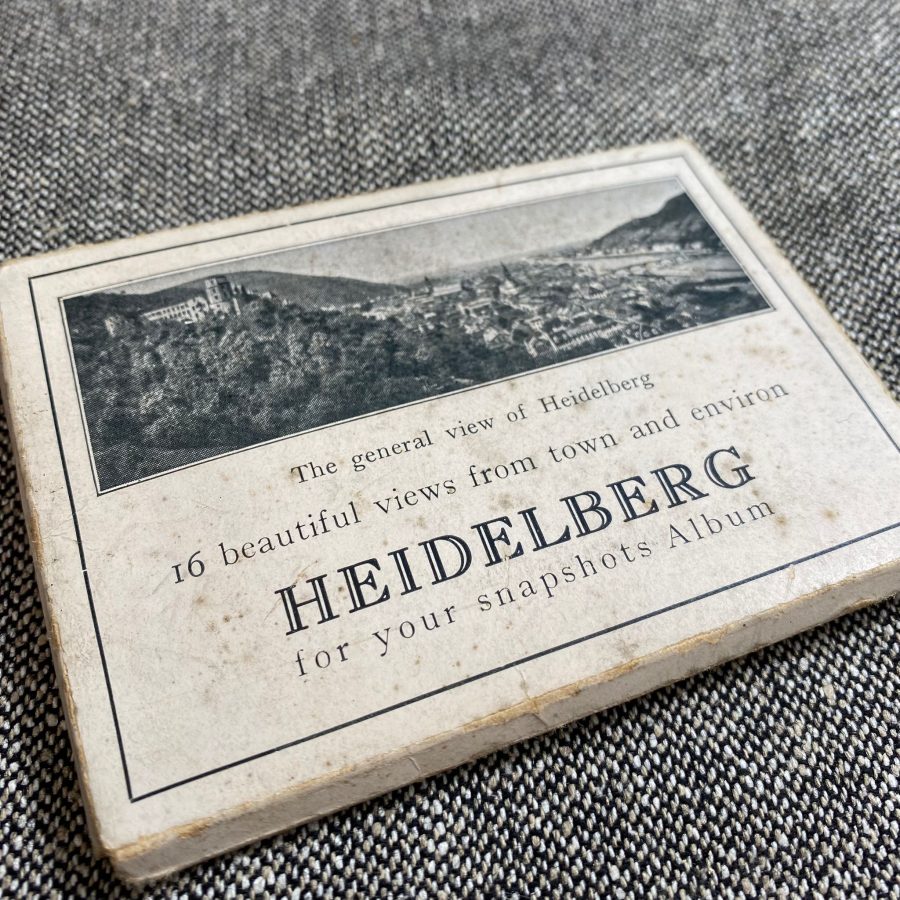 The general view of Heidelberg
16 beautiful views from town and environ
HEIDELBERG
for your snapshots Album